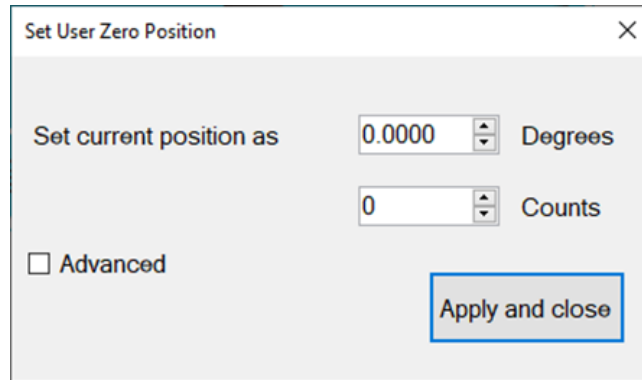 Set User Zero Position
Set current position as 0.0000 Degrees
0 Counts
Advanced
Apply and close